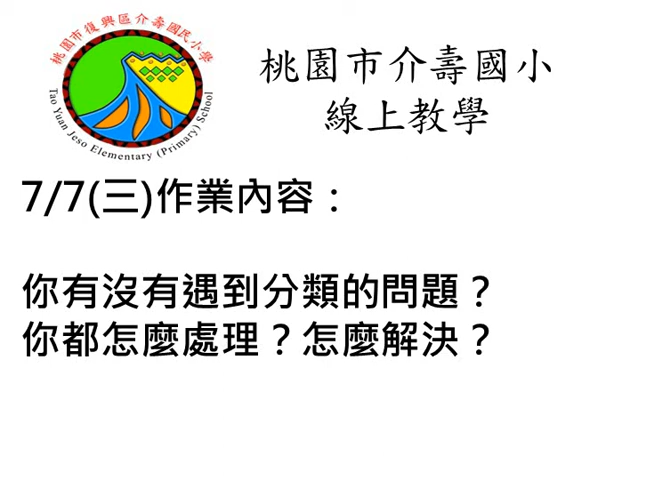 桃園市復興區介壽國民小學
Tao Yuan Jeso Elementary (Primary) School
桃園市介壽國小
線上教學
7/7(三)作業內容：
你有沒有遇到分類的問題？
你都怎麼處理？怎麼解決？